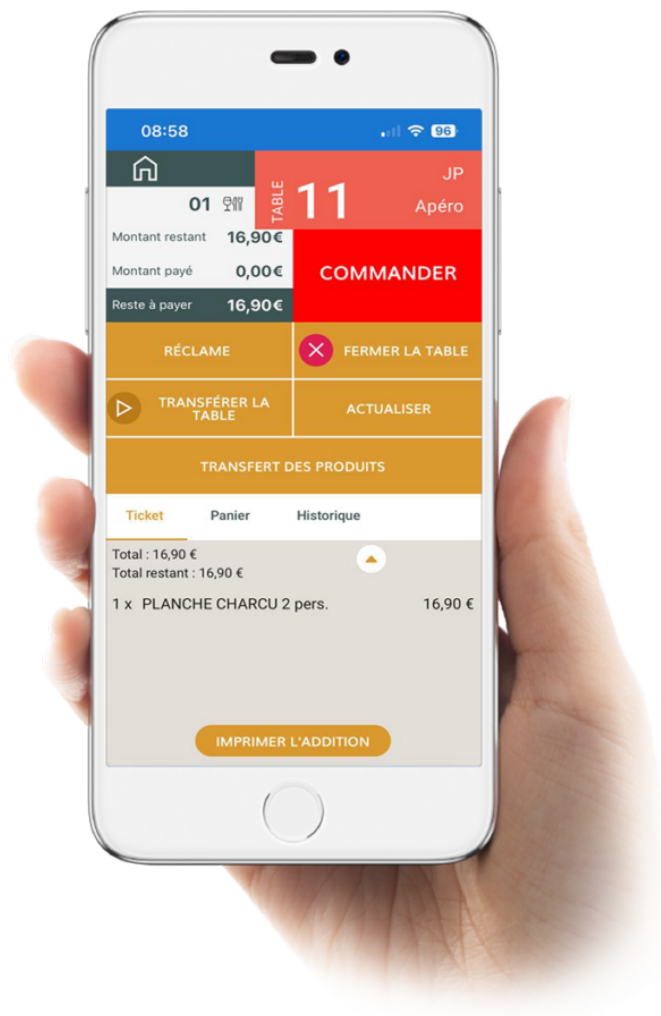 08:58
96
JP
TABLE
11
01
Apéro
Montant restant 16,90€
Montant payé 0,00€
COMMANDER
Reste à payer 16,90€
RÉCLAME
FERMER LA TABLE
TRANSFÉRER LA
TABLE
ACTUALISER
TRANSFERT DES PRODUITS
Ticket Panier Historique
Total : 16,90 €
Total restant : 16,90 €
1 x PLANCHE CHARCU 2 pers. 16,90 €
IMPRIMER L'ADDITION